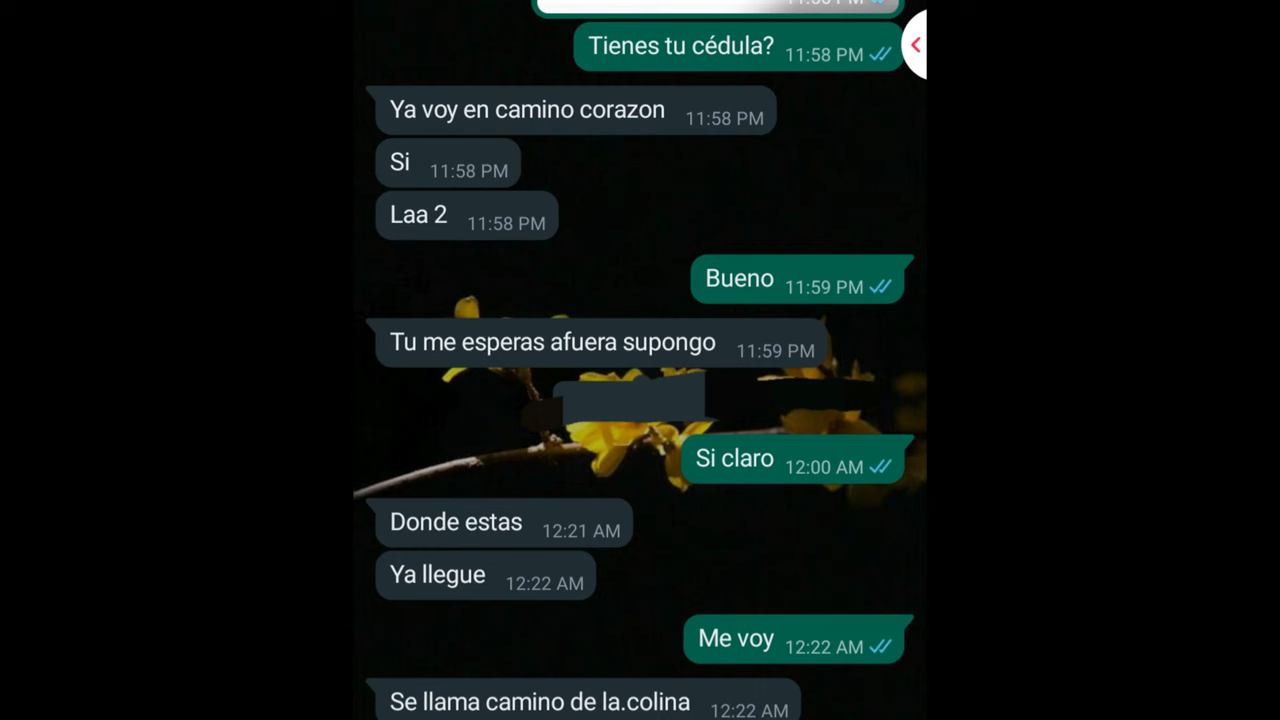 Tienes tu cédula? 11:58 PM
Ya voy en camino corazon 11:58 PM
Si 11:58 PM
Laa 2 11:58 PM
Bueno 11:59 PM
Tu me esperas afuera supongo 11:59 PM
Si claro 12:00 AM
Donde estas 12:21 AM
Ya llegue 12:22 AM
Me voy 12:22 AM
Se llama camino de la.colina 12:22 AM